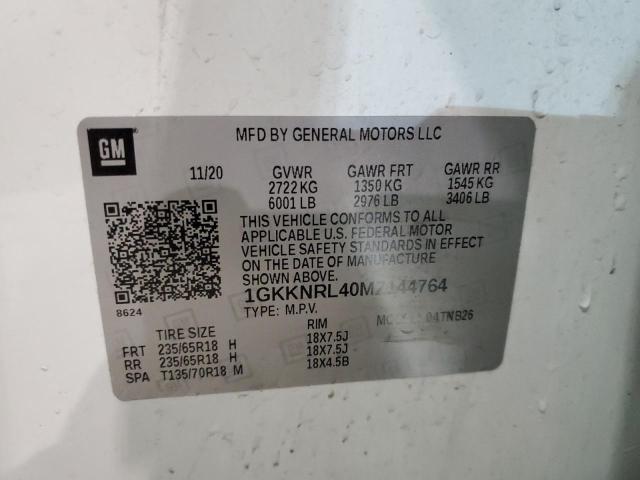 GM
MFD BY GENERAL MOTORS LLC
11/20 GVWR GAWR FRT GAWR RR
2722 KG 1350 KG 1545 KG
6001 LB 2976 LB 3406 LB
THIS VEHICLE CONFORMS TO ALL
APPLICABLE U.S. FEDERAL MOTOR
VEHICLE SAFETY STANDARDS IN EFFECT
ON THE DATE OF MANUFACTURE
SHOWN ABOVE.
8624
1GKKNRL40MZ144764
TYPE: M.P.V.
TIRE SIZE RIM
FRT 235/65R18 H 18X7.5J
RR 235/65R18 H 18X7.5J
SPA T135/70R18 M 18X4.5B